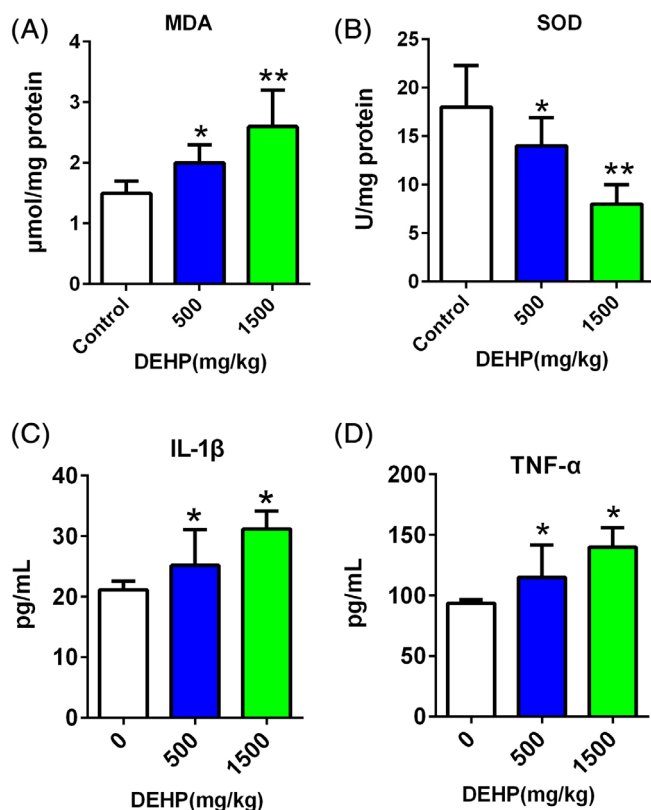 (A)
MDA
µmol/mg protein
4
3
2
1
0
*
**
Control
500
1500
DEHP(mg/kg)
(B)
SOD
U/mg protein
25
20
15
10
5
0
*
**
Control
500
1500
DEHP(mg/kg)
(C)
IL-1β
pg/mL
40
30
20
10
0
*
*
0
500
1500
DEHP(mg/kg)
(D)
TNF-α
pg/mL
200
150
100
50
0
*
*
0
500
1500
DEHP(mg/kg)